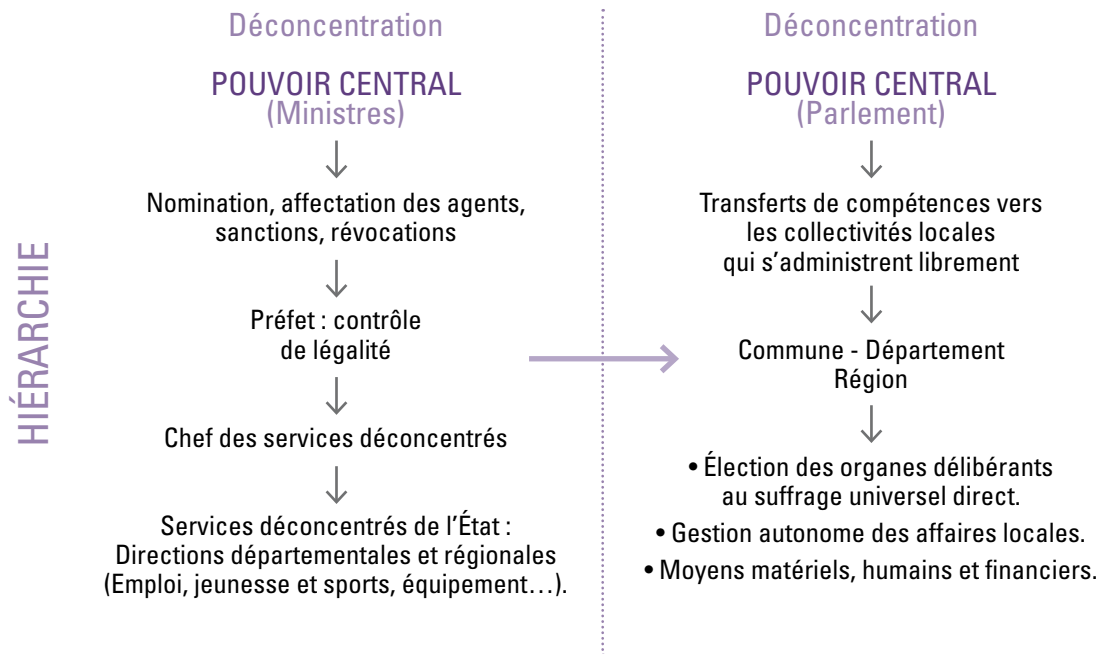 HIÉRARCHIE
Déconcentration
POUVOIR CENTRAL
(Ministres)
Nomination, affectation des agents,
sanctions, révocations
Préfet : contrôle
de légalité
Chef des services déconcentrés
Services déconcentrés de l’État :
Directions départementales et régionales
(Emploi, jeunesse et sports, équipement…).
Déconcentration
POUVOIR CENTRAL
(Parlement)
Transferts de compétences vers
les collectivités locales
qui s’administrent librement
Commune - Département
Région
• Élection des organes délibérants
au suffrage universel direct.
• Gestion autonome des affaires locales.
• Moyens matériels, humains et financiers.